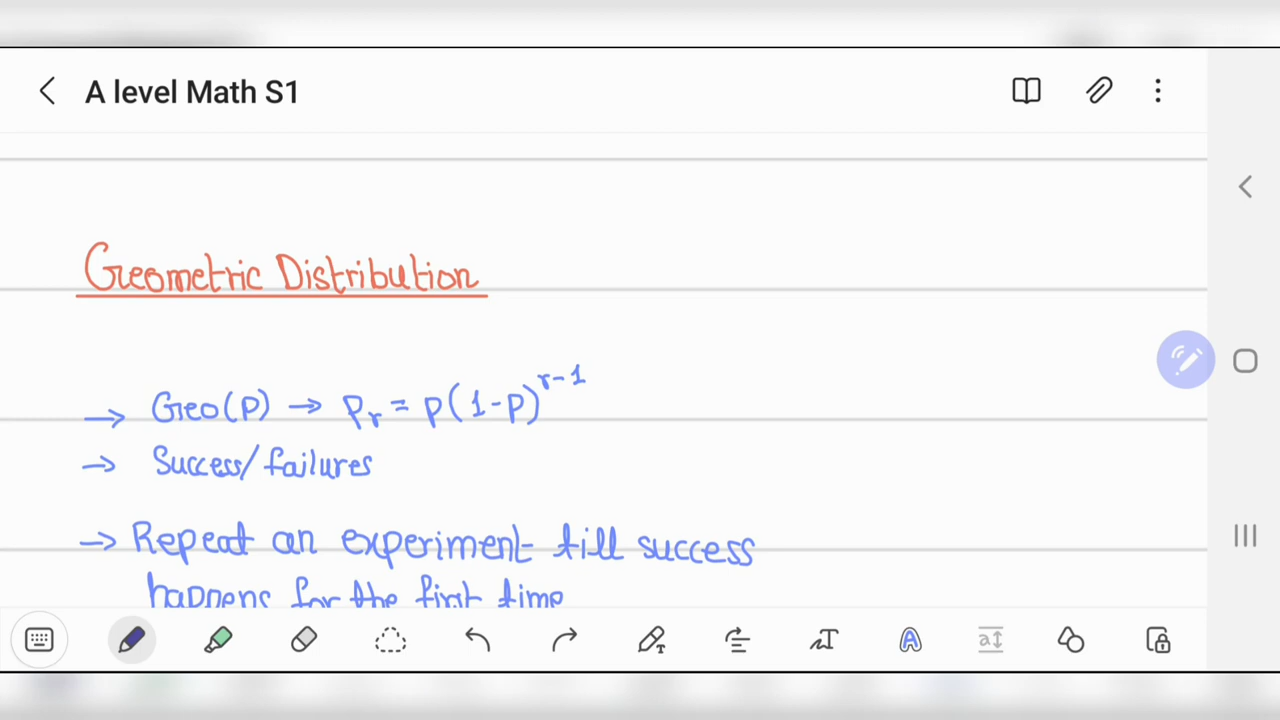 A level Math S1
Geometric Distribution
→ Geo(p) → Pr = p(1-p)^r-1
→ Success/failures
→ Repeat an experiment till success
happens for the first time